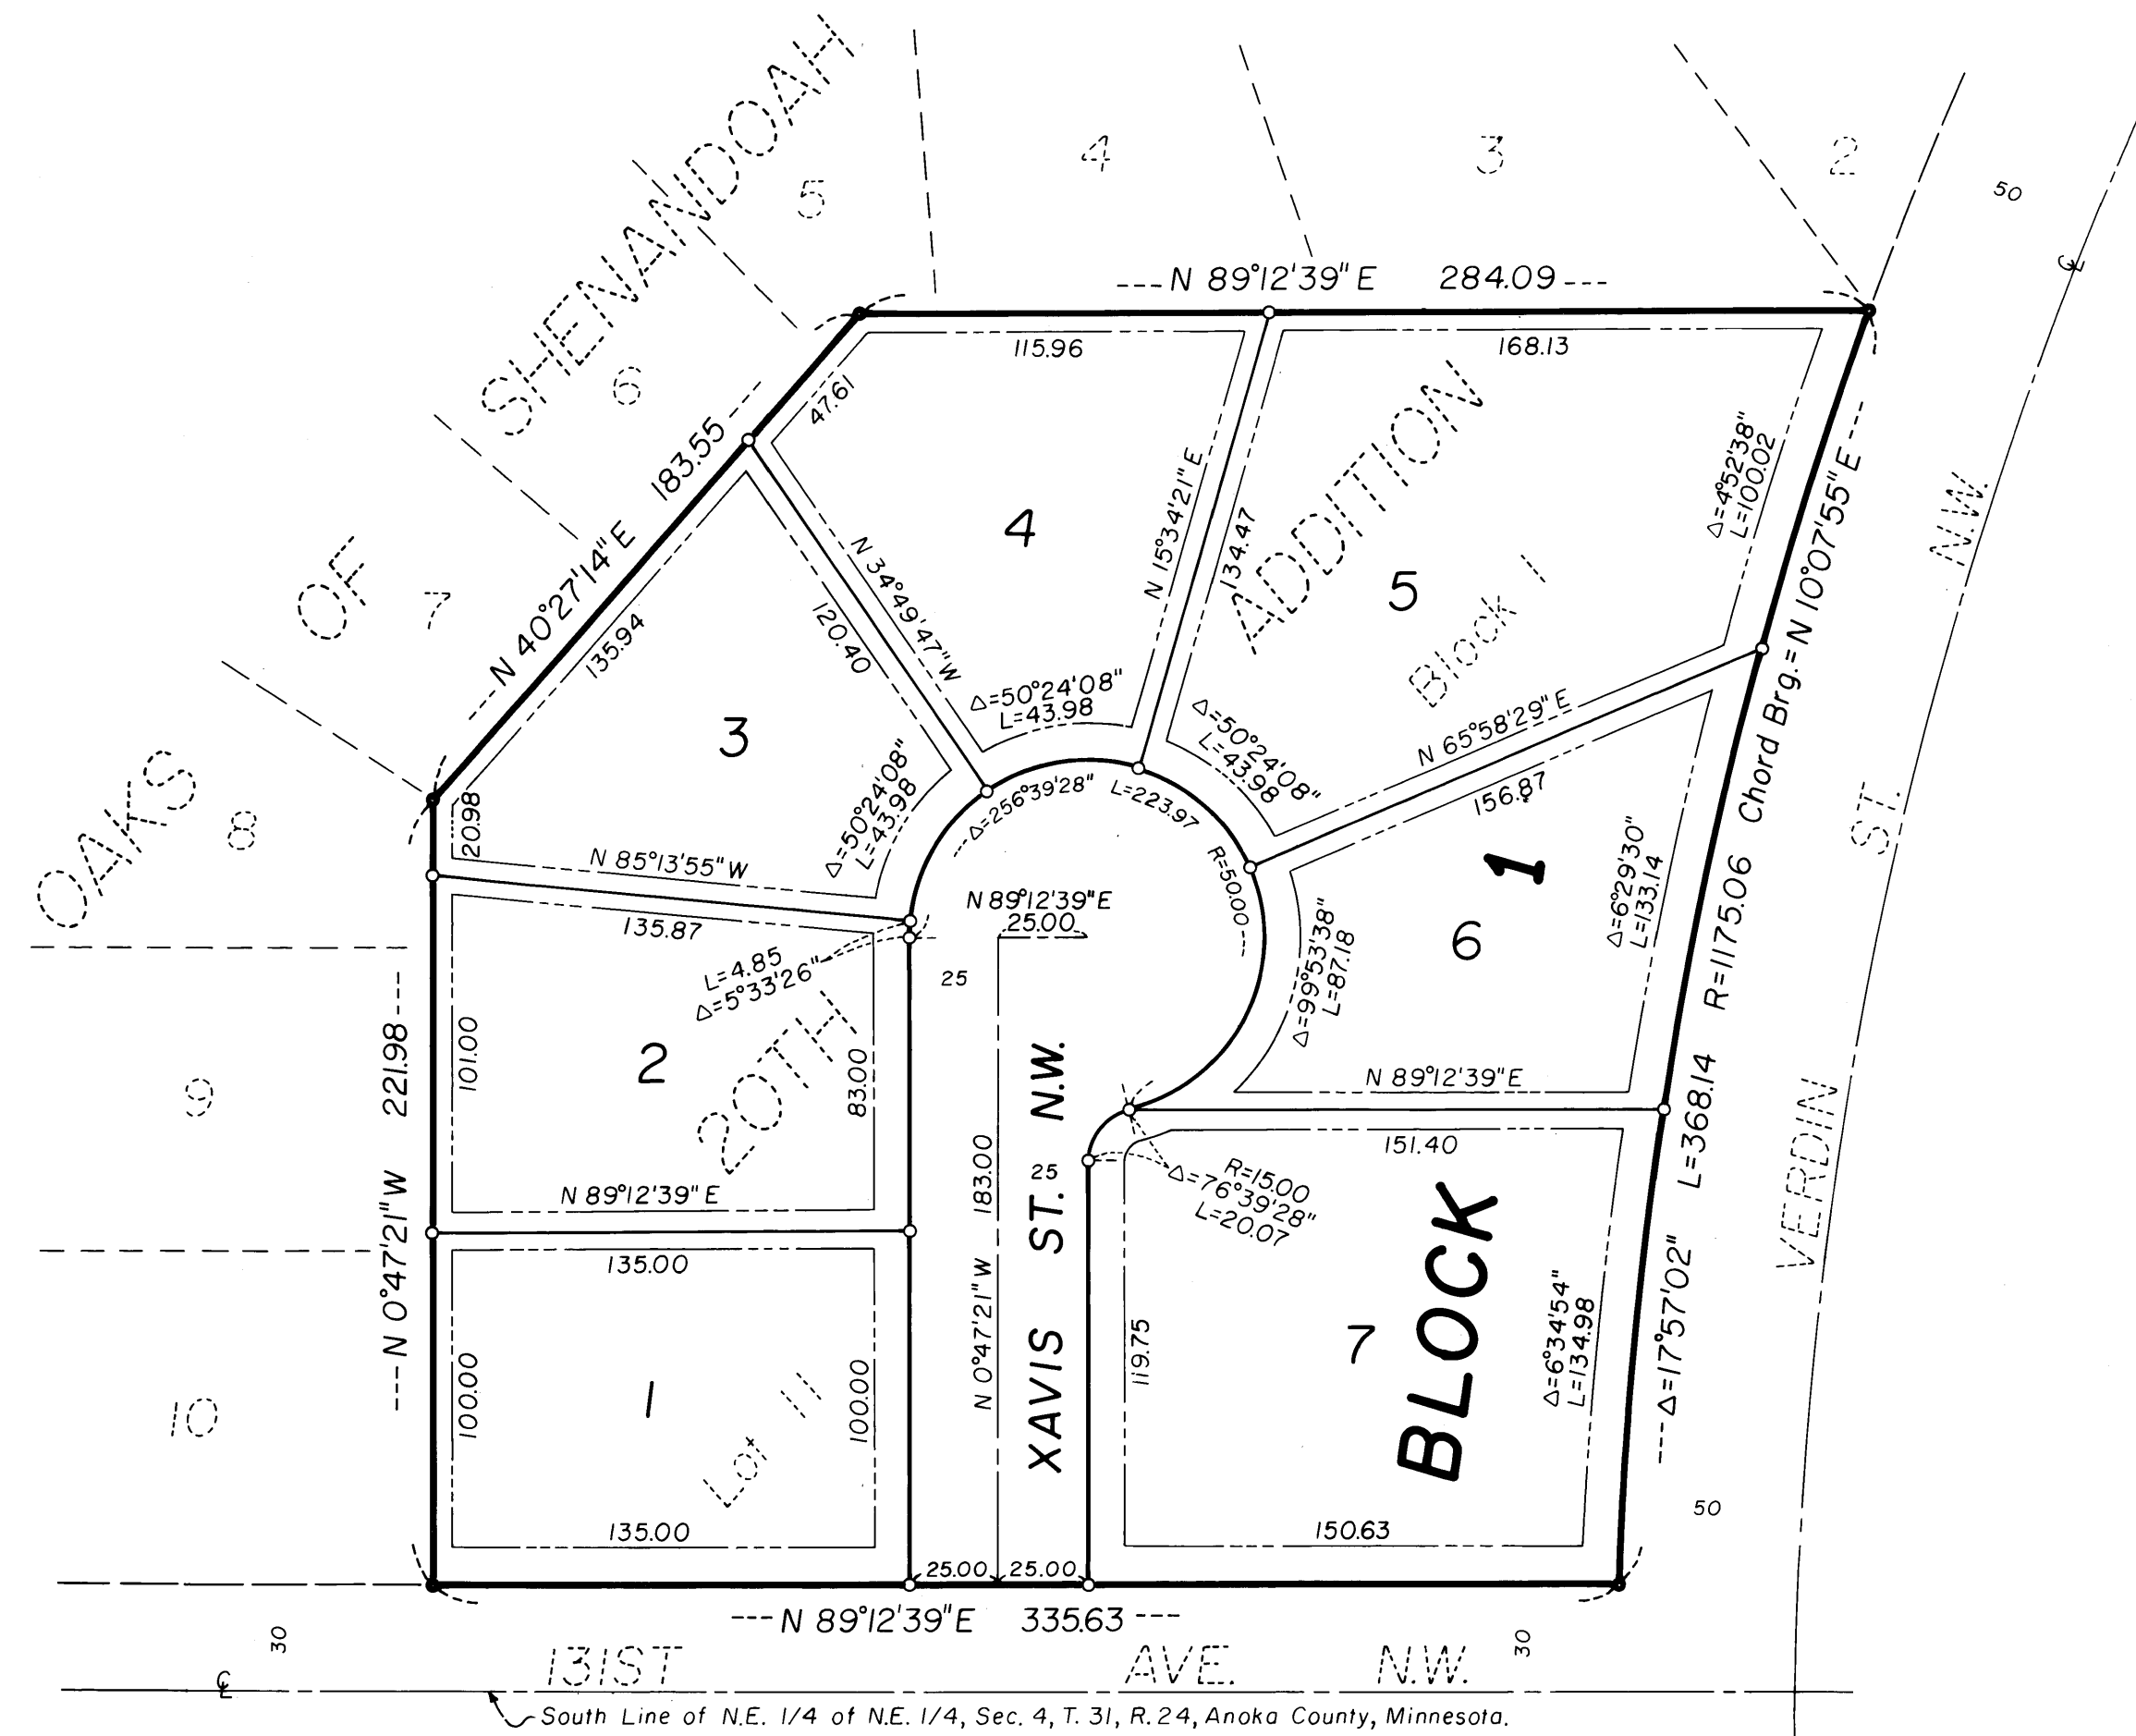 SHENANDOAH
OF
OAKS
5
4
3
2
50
℄
6
7
8
9
10
---N 89°12'39"E 284.09---
115.96
168.13
47.61
183.55
N 40°27'14"E
135.94
20.98
N 34°49'47"W
120.40
4
N 15°34'21"E
134.47
ADDITION
5
Block 1
Δ=4°52'38"
L=100.02
Chord Brg.= N 10°07'55"E---
N.W.
3
Δ=50°24'08"
L=43.98
Δ=50°24'08"
L=43.98
Δ=50°24'08"
L=43.98
N 65°58'29"E
156.87
Δ=256°39'28"
L=223.97
R=50.00
N 85°13'55"W
135.87
N 89°12'39"E
25.00
25
L=4.85
Δ=5°33'26"
20TH
1
6
Δ=6°29'30"
L=133.14
Δ=99°53'38"
L=87.18
R=1175.06
ST.
---N 0°47'21"W 221.98---
101.00
2
83.00
N 89°12'39"E
N 89°12'39"E
151.40
L=368.14
VERDIN
R=15.00
Δ=76°39'28"
L=20.07
25
N 0°47'21"W 183.00
XAVIS ST. N.W.
135.00
100.00
1
Lot 11
100.00
135.00
119.75
7
BLOCK
Δ=6°34'54"
L=134.98
---Δ=17°57'02"
150.63
50
25.00 25.00
---N 89°12'39"E 335.63---
30
131ST AVE. N.W.
30
℄
South Line of N.E. 1/4 of N.E. 1/4, Sec. 4, T. 31, R. 24, Anoka County, Minnesota.